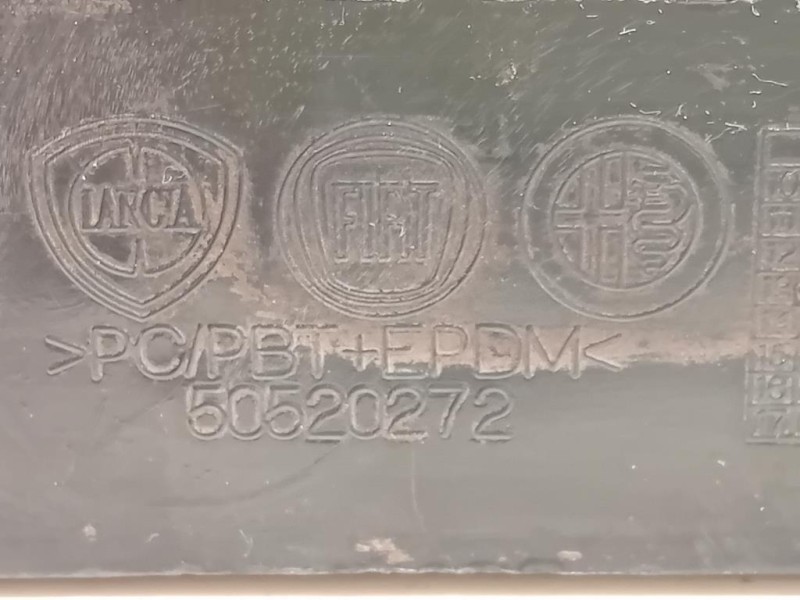 LANCIA FIAT
>PC/PBT+EPDM<
50520272